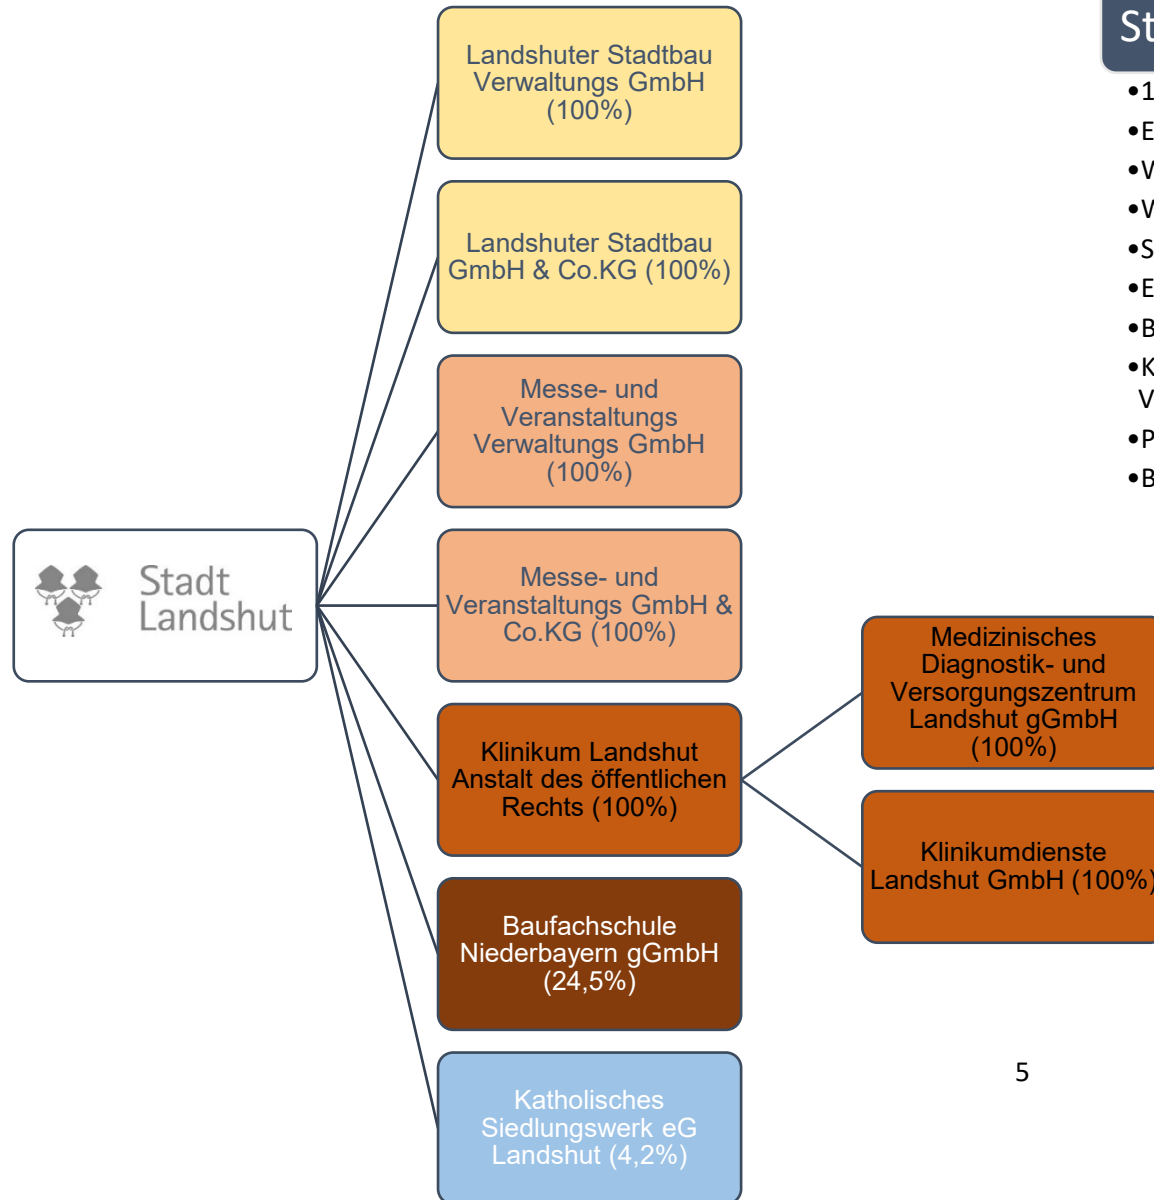 Landshuter Stadtbau
Verwaltungs GmbH
(100%)
Landshuter Stadtbau
GmbH & Co.KG (100%)
Messe- und
Veranstaltungs
Verwaltungs GmbH
(100%)
Messe- und
Veranstaltungs GmbH &
Co.KG (100%)
Klinikum Landshut
Anstalt des öffentlichen
Rechts (100%)
Baufachschule
Niederbayern gGmbH
(24,5%)
Katholisches
Siedlungswerk eG
Landshut (4,2%)
Stadt
Landshut
Medizinisches
Diagnostik- und
Versorgungszentrum
Landshut gGmbH
(100%)
Klinikumdienste
Landshut GmbH (100%)
5